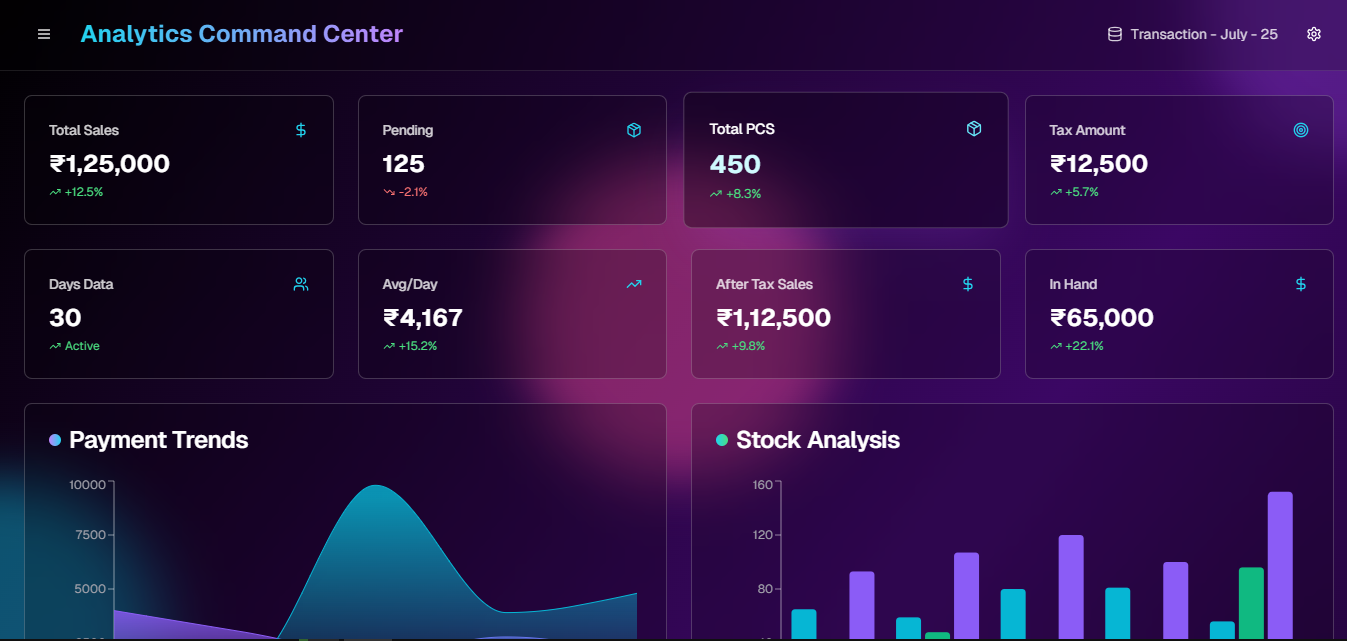 Analytics Command Center
Transaction - July - 25
Total Sales
₹1,25,000
+12.5%
Pending
125
-2.1%
Total PCS
450
+8.3%
Tax Amount
₹12,500
+5.7%
Days Data
30
Active
Avg/Day
₹4,167
+15.2%
After Tax Sales
₹1,12,500
+9.8%
In Hand
₹65,000
+22.1%
Payment Trends
10000
7500
5000
Stock Analysis
160
120
80